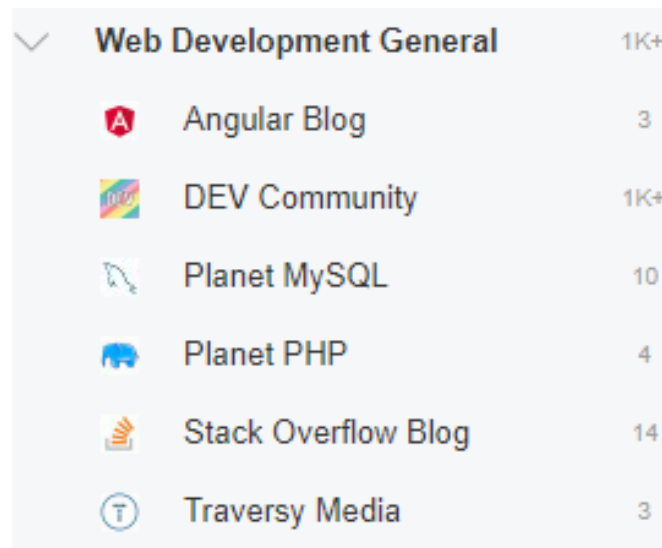 Web Development General 1K+
Angular Blog 3
DEV Community 1K+
Planet MySQL 10
Planet PHP 4
Stack Overflow Blog 14
Traversy Media 3